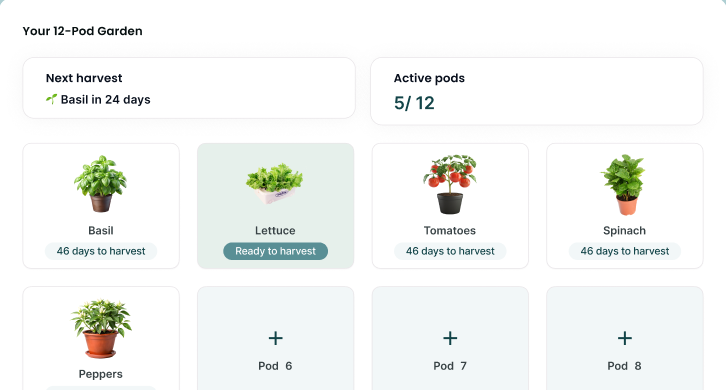 Your 12-Pod Garden
Next harvest
Basil in 24 days
Active pods
5/ 12
Basil
46 days to harvest
Lettuce
Ready to harvest
Tomatoes
46 days to harvest
Spinach
46 days to harvest
Peppers
+
Pod 6
+
Pod 7
+
Pod 8